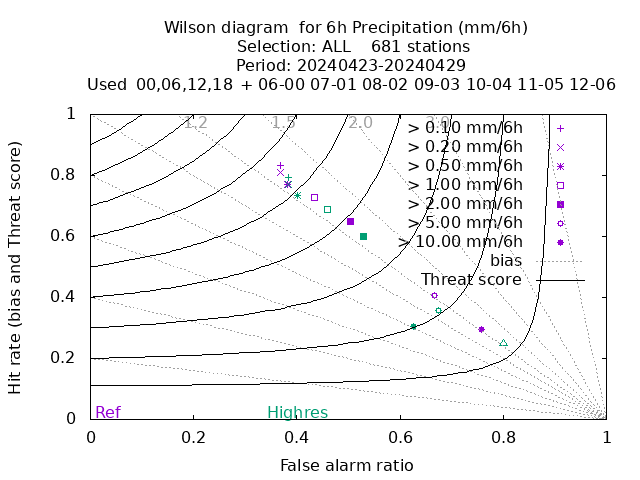 Wilson diagram  for 6h Precipitation (mm/6h)
Selection: ALL    681 stations
Period: 20240423-20240429
Used  00,06,12,18  + 06-00 07-01 08-02 09-03 10-04 11-05 12-06
1.2 1.5 2.0 3.0
> 0.10 mm/6h
> 0.20 mm/6h
> 0.50 mm/6h
> 1.00 mm/6h
> 2.00 mm/6h
> 5.00 mm/6h
> 10.00 mm/6h
bias
Threat score
Hit rate (bias and Threat score)
1
0.8
0.6
0.4
0.2
0
Ref Highres
0 0.2 0.4 0.6 0.8 1
False alarm ratio